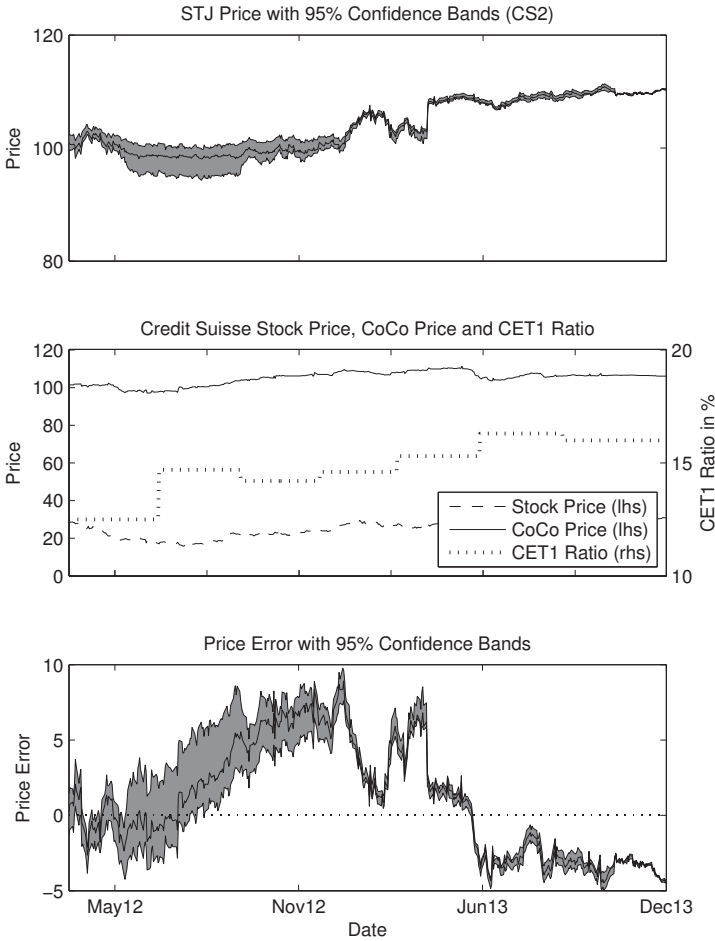 STJ Price with 95% Confidence Bands (CS2)
120
100
80
Price
Credit Suisse Stock Price, CoCo Price and CET1 Ratio
120
100
80
60
40
20
0
Price
20
15
10
CET1 Ratio in %
Stock Price (lhs)
CoCo Price (lhs)
CET1 Ratio (rhs)
Price Error with 95% Confidence Bands
10
5
0
−5
Price Error
May12 Nov12 Jun13 Dec13
Date